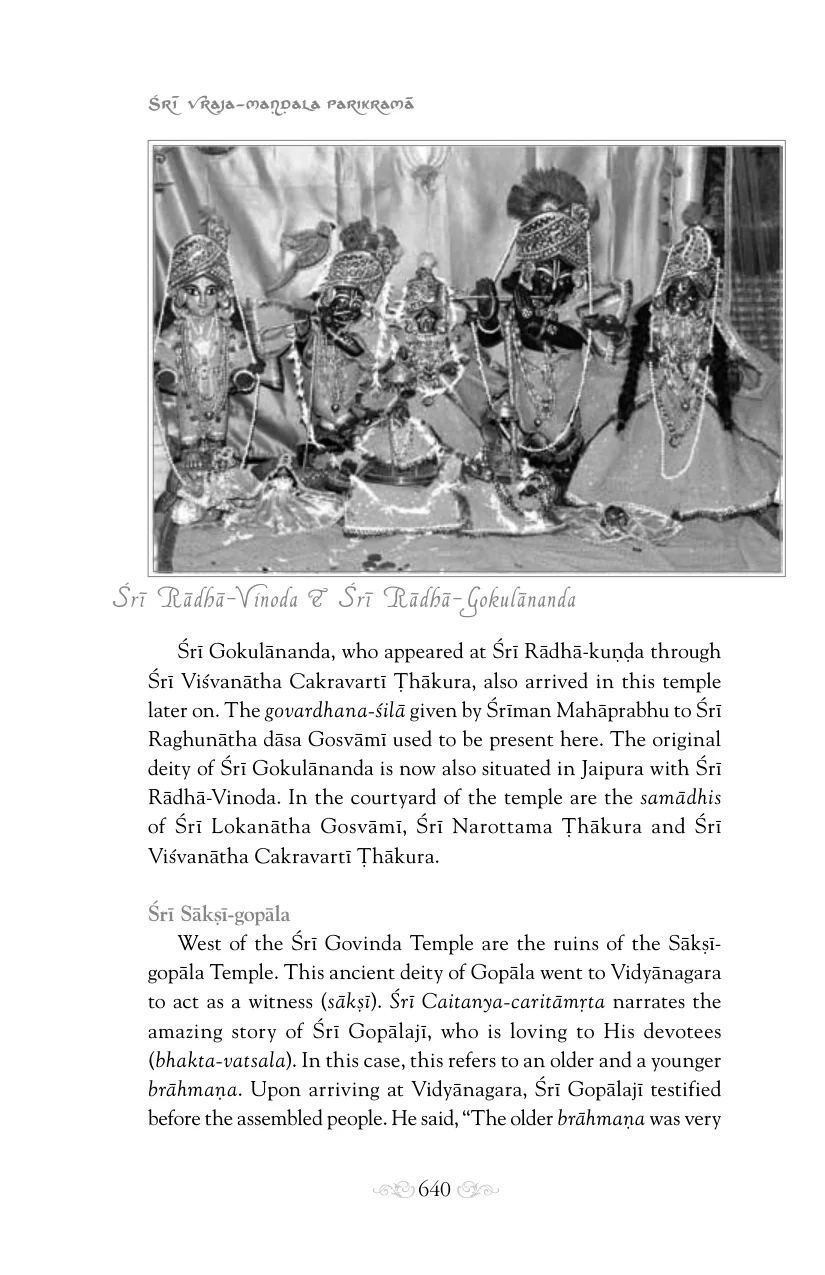 Śrī Vraja-maṇḍala Parikramā
Śrī Rādhā-Vinoda & Śrī Rādhā-Gokulānanda
Śrī Gokulānanda, who appeared at Śrī Rādhā-kuṇḍa through
Śrī Viśvanātha Cakravartī Ṭhākura, also arrived in this temple
later on. The govardhana-śilā given by Śrīman Mahāprabhu to Śrī
Raghunātha dāsa Gosvāmī used to be present here. The original
deity of Śrī Gokulānanda is now also situated in Jaipura with Śrī
Rādhā-Vinoda. In the courtyard of the temple are the samādhis
of Śrī Lokanātha Gosvāmī, Śrī Narottama Ṭhākura and Śrī
Viśvanātha Cakravartī Ṭhākura.
Śrī Sākṣī-gopāla
West of the Śrī Govinda Temple are the ruins of the Sākṣī-
gopāla Temple. This ancient deity of Gopāla went to Vidyānagara
to act as a witness (sākṣī). Śrī Caitanya-caritāmṛta narrates the
amazing story of Śrī Gopālajī, who is loving to His devotees
(bhakta-vatsala). In this case, this refers to an older and a younger
brāhmaṇa. Upon arriving at Vidyānagara, Śrī Gopālajī testified
before the assembled people. He said, “The older brāhmaṇa was very
640